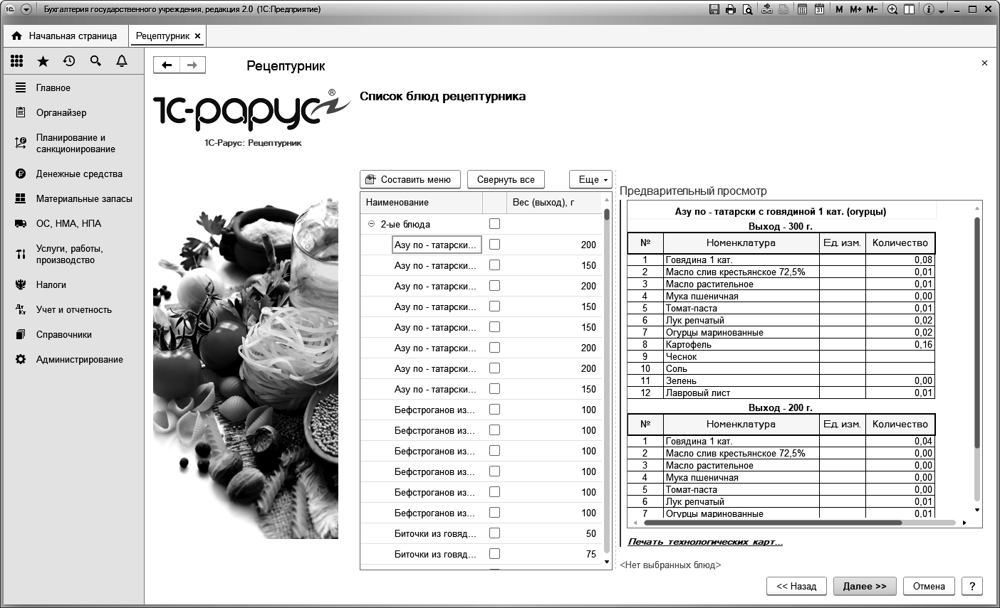 Бухгалтерия государственного учреждения, редакция 2.0 (1С:Предприятие)
M M+ M-
Начальная страница
Рецептурник ×
Главное
Органайзер
Планирование и
санкционирование
Денежные средства
Материальные запасы
ОС, НМА, НПА
Услуги, работы,
производство
Налоги
Учет и отчетность
Справочники
Администрирование
Рецептурник
1С-рарус®
1С-Рарус: Рецептурник
Список блюд рецептурника
Составить меню Свернуть все Еще
Наименование Вес (выход), г
2-ые блюда
Азу по - татарски... 200
Азу по - татарски... 150
Азу по - татарски... 200
Азу по - татарски... 150
Азу по - татарски... 150
Азу по - татарски... 200
Азу по - татарски... 200
Азу по - татарски... 150
Бефстроганов из... 100
Бефстроганов из... 100
Бефстроганов из... 100
Бефстроганов из... 100
Бефстроганов из... 100
Бефстроганов из... 100
Биточки из говяд... 50
Биточки из говяд... 75
Предварительный просмотр
Азу по - татарски с говядиной 1 кат. (огурцы)
Выход - 300 г.
№ Номенклатура Ед. изм. Количество
1 Говядина 1 кат. 0,08
2 Масло слив крестьянское 72,5% 0,01
3 Масло растительное 0,01
4 Мука пшеничная 0,00
5 Томат-паста 0,01
6 Лук репчатый 0,02
7 Огурцы маринованные 0,02
8 Картофель 0,16
9 Чеснок
10 Соль
11 Зелень 0,00
12 Лавровый лист 0,01
Выход - 200 г.
№ Номенклатура Ед. изм. Количество
1 Говядина 1 кат. 0,04
2 Масло слив крестьянское 72,5% 0,00
3 Масло растительное 0,00
4 Мука пшеничная 0,00
5 Томат-паста 0,00
6 Лук репчатый 0,01
7 Огурцы маринованные 0,01
Печать технологических карт...
<Нет выбранных блюд>
<< Назад Далее >> Отмена ?